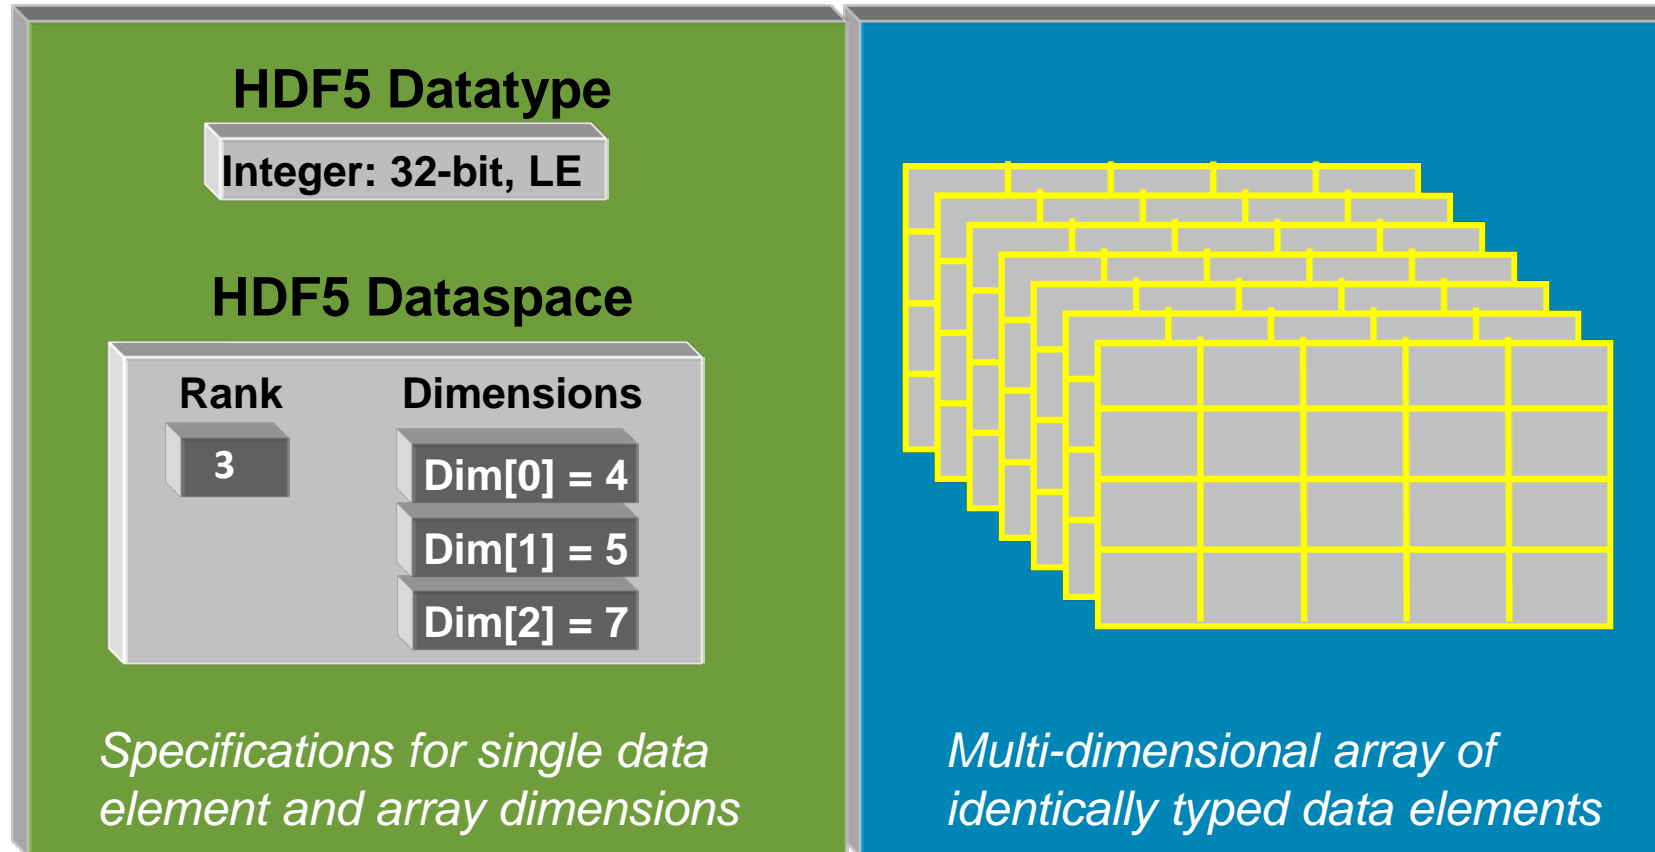 HDF5 Datatype
Integer: 32-bit, LE
HDF5 Dataspace
Rank
3
Dimensions
Dim[0] = 4
Dim[1] = 5
Dim[2] = 7
Specifications for single data
element and array dimensions
Multi-dimensional array of
identically typed data elements